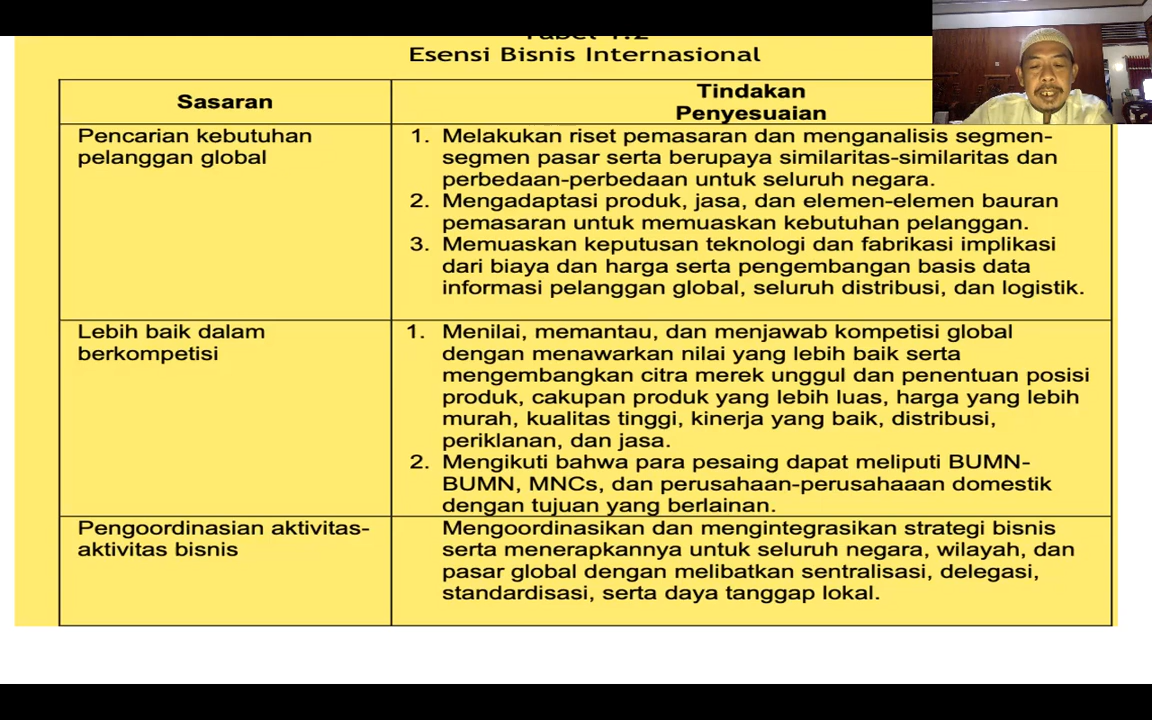 Tabel 1.2
Esensi Bisnis Internasional
Sasaran
Tindakan
Penyesuaian
Pencarian kebutuhan
pelanggan global
1. Melakukan riset pemasaran dan menganalisis segmen-
segmen pasar serta berupaya similaritas-similaritas dan
perbedaan-perbedaan untuk seluruh negara.
2. Mengadaptasi produk, jasa, dan elemen-elemen bauran
pemasaran untuk memuaskan kebutuhan pelanggan.
3. Memuaskan keputusan teknologi dan fabrikasi implikasi
dari biaya dan harga serta pengembangan basis data
informasi pelanggan global, seluruh distribusi, dan logistik.
Lebih baik dalam
berkompetisi
1. Menilai, memantau, dan menjawab kompetisi global
dengan menawarkan nilai yang lebih baik serta
mengembangkan citra merek unggul dan penentuan posisi
produk, cakupan produk yang lebih luas, harga yang lebih
murah, kualitas tinggi, kinerja yang baik, distribusi,
periklanan, dan jasa.
2. Mengikuti bahwa para pesaing dapat meliputi BUMN-
BUMN, MNCs, dan perusahaan-perusahaaan domestik
dengan tujuan yang berlainan.
Pengoordinasian aktivitas-
aktivitas bisnis
Mengoordinasikan dan mengintegrasikan strategi bisnis
serta menerapkannya untuk seluruh negara, wilayah, dan
pasar global dengan melibatkan sentralisasi, delegasi,
standardisasi, serta daya tanggap lokal.